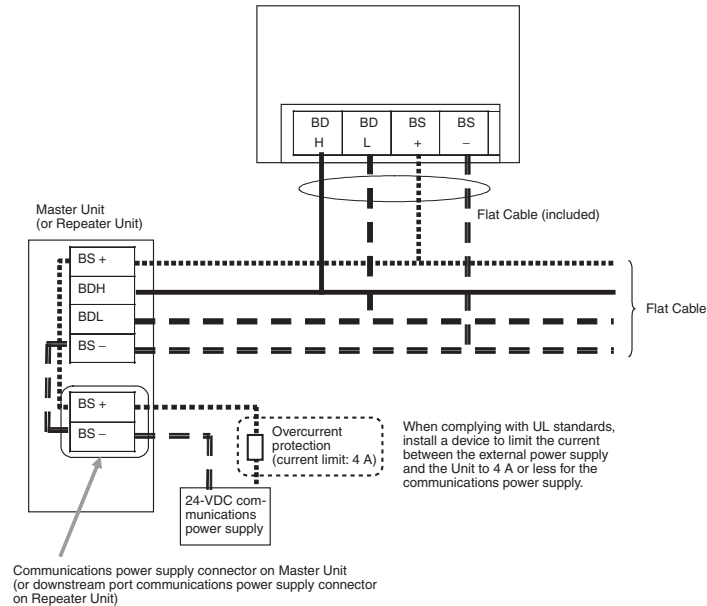 BD BD BS BS
H L + −
Flat Cable (included)
Master Unit
(or Repeater Unit)
BS +
BDH
BDL
BS −
Flat Cable
BS +
BS −
Overcurrent
protection
(current limit: 4 A)
When complying with UL standards,
install a device to limit the current
between the external power supply
and the Unit to 4 A or less for the
communications power supply.
24-VDC com-
munications
power supply
Communications power supply connector on Master Unit
(or downstream port communications power supply connector
on Repeater Unit)